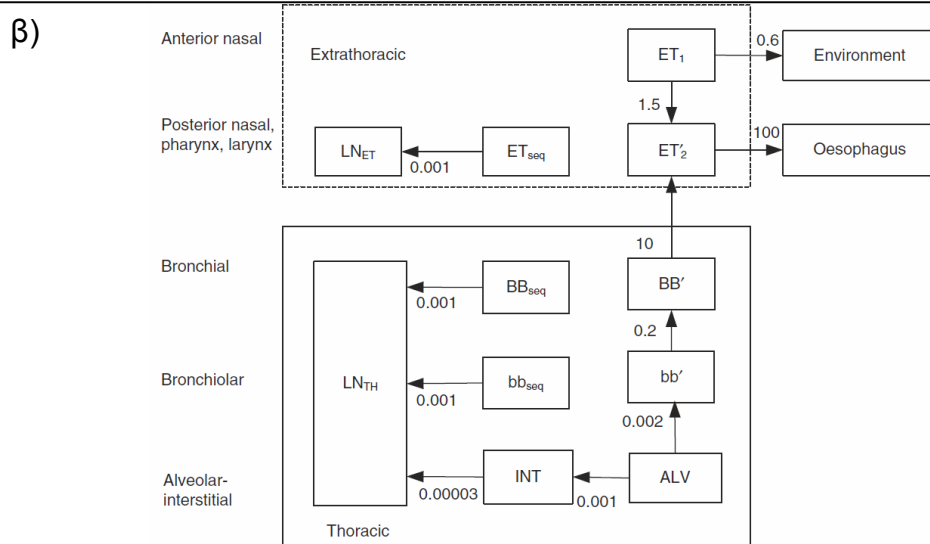 β)
Anterior nasal
Extrathoracic
ET₁
0.6
Environment
1.5
Posterior nasal,
pharynx, larynx
LN_ET
0.001
ET_seq
ET′₂
100
Oesophagus
10
Bronchial
BB_seq
BB′
0.001
0.2
Bronchiolar
LN_TH
bb_seq
bb′
0.001
0.002
Alveolar-
interstitial
0.00003
INT
0.001
ALV
Thoracic